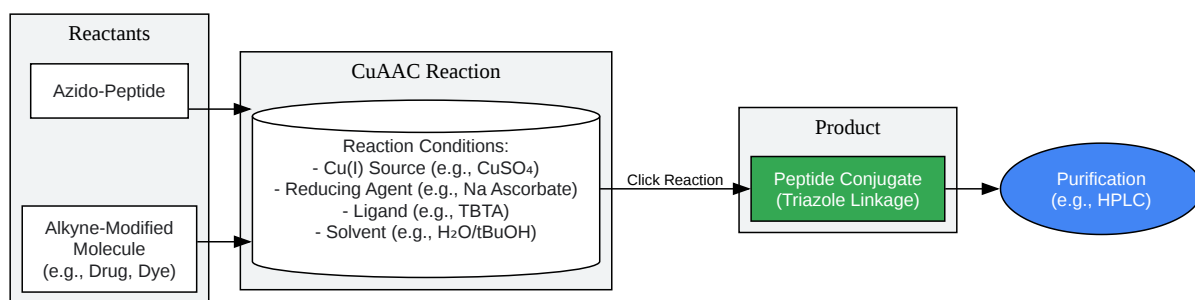 Reactants
Azido-Peptide
Alkyne-Modified
Molecule
(e.g., Drug, Dye)
CuAAC Reaction
Reaction Conditions:
- Cu(I) Source (e.g., CuSO₄)
- Reducing Agent (e.g., Na Ascorbate)
- Ligand (e.g., TBTA)
- Solvent (e.g., H₂O/tBuOH)
Click Reaction
Product
Peptide Conjugate
(Triazole Linkage)
Purification
(e.g., HPLC)